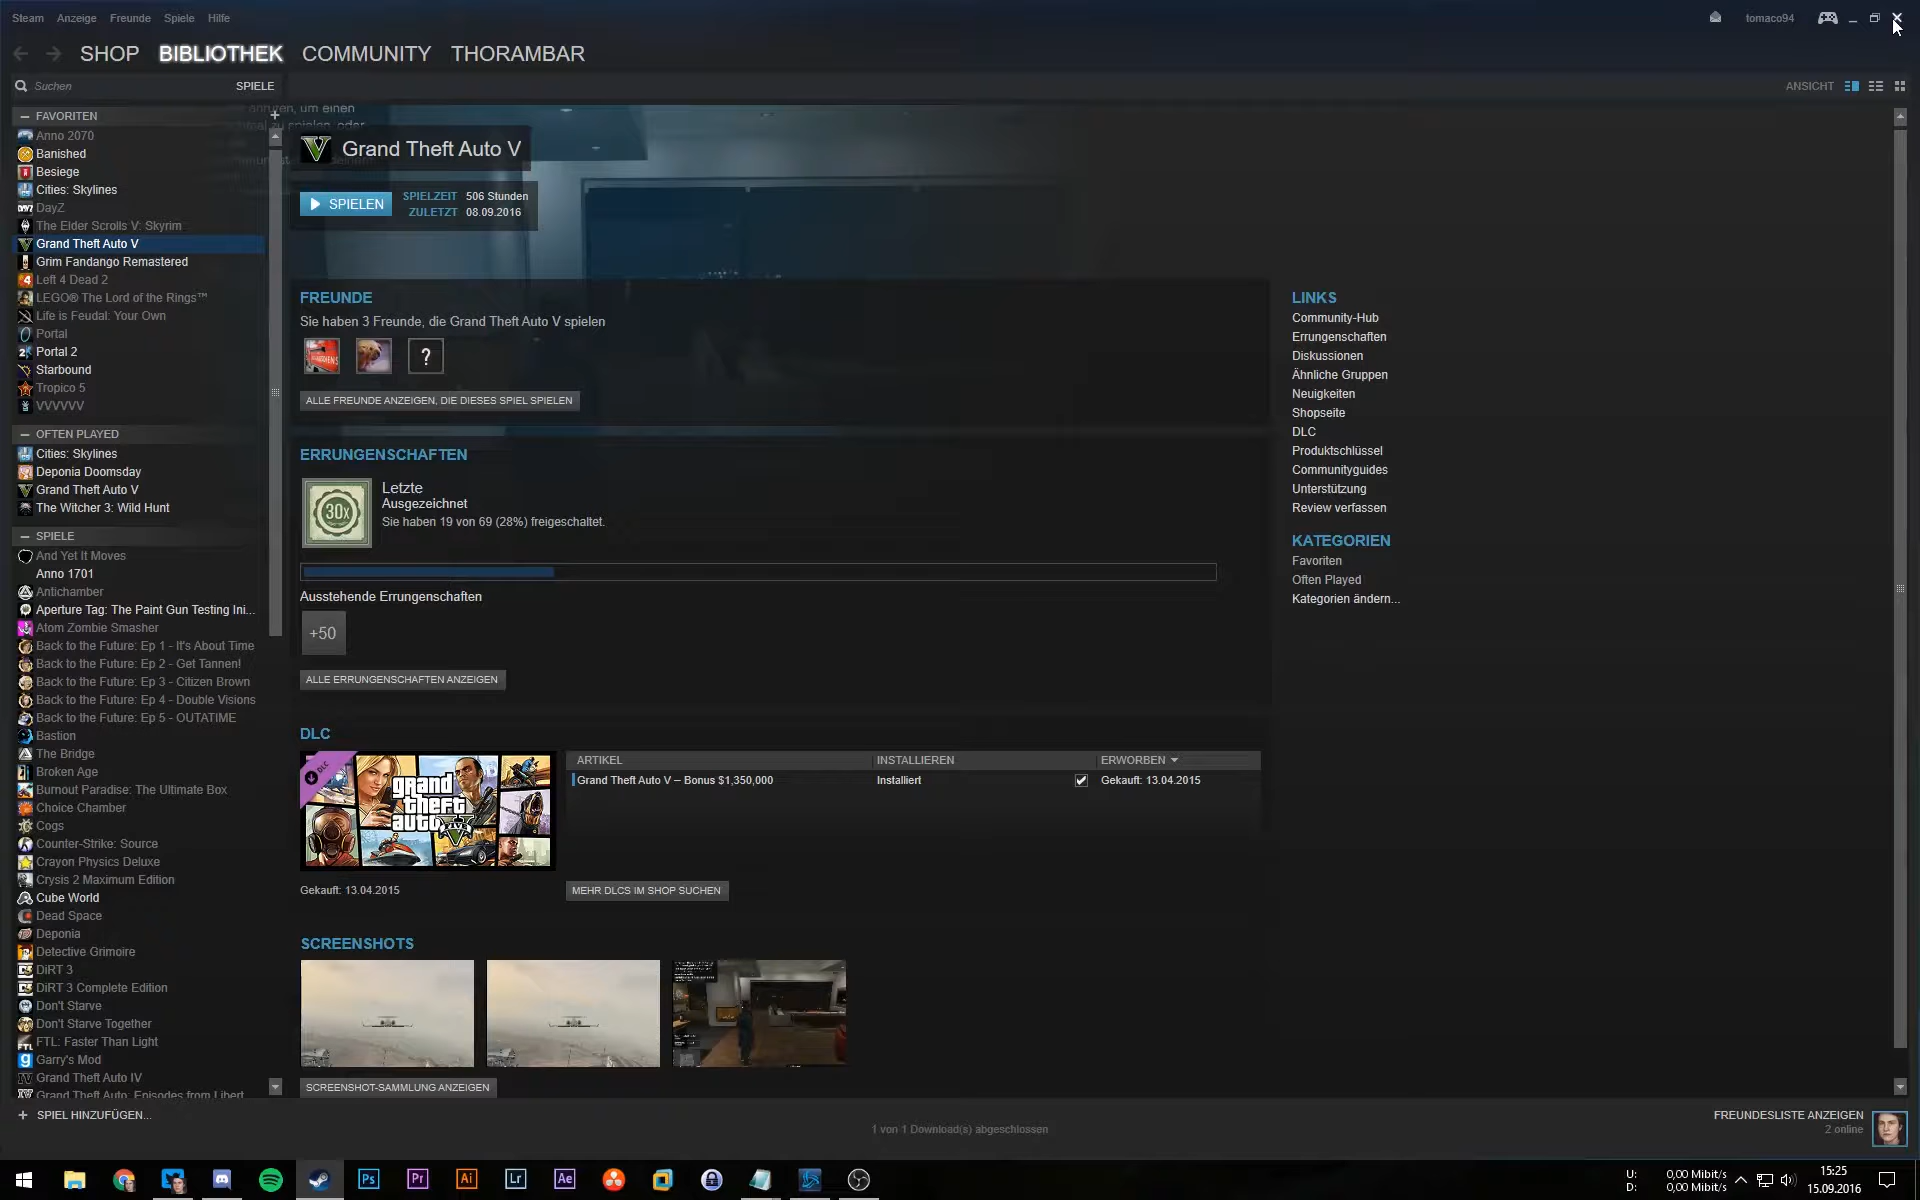 Steam Anzeige Freunde Spiele Hilfe
tomaco94
SHOP BIBLIOTHEK COMMUNITY THORAMBAR
Suchen SPIELE
ANSICHT
FAVORITEN
Anno 2070
Banished
Besiege
Cities: Skylines
DayZ
The Elder Scrolls V: Skyrim
Grand Theft Auto V
Grim Fandango Remastered
Left 4 Dead 2
LEGO® The Lord of the Rings™
Life is Feudal: Your Own
Portal
Portal 2
Starbound
Tropico 5
VVVVVV
OFTEN PLAYED
Cities: Skylines
Deponia Doomsday
Grand Theft Auto V
The Witcher 3: Wild Hunt
SPIELE
And Yet It Moves
Anno 1701
Antichamber
Aperture Tag: The Paint Gun Testing Ini...
Atom Zombie Smasher
Back to the Future: Ep 1 - It's About Time
Back to the Future: Ep 2 - Get Tannen!
Back to the Future: Ep 3 - Citizen Brown
Back to the Future: Ep 4 - Double Visions
Back to the Future: Ep 5 - OUTATIME
Bastion
The Bridge
Broken Age
Burnout Paradise: The Ultimate Box
Choice Chamber
Cogs
Counter-Strike: Source
Crayon Physics Deluxe
Crysis 2 Maximum Edition
Cube World
Dead Space
Deponia
Detective Grimoire
DiRT 3
DiRT 3 Complete Edition
Don't Starve
Don't Starve Together
FTL: Faster Than Light
Garry's Mod
Grand Theft Auto IV
Grand Theft Auto: Episodes from Libert
+ SPIEL HINZUFÜGEN...
um einen
Grand Theft Auto V
SPIELEN
SPIELZEIT 506 Stunden
ZULETZT 08.09.2016
FREUNDE
Sie haben 3 Freunde, die Grand Theft Auto V spielen
?
ALLE FREUNDE ANZEIGEN, DIE DIESES SPIEL SPIELEN
ERRUNGENSCHAFTEN
30x
Letzte
Ausgezeichnet
Sie haben 19 von 69 (28%) freigeschaltet.
Ausstehende Errungenschaften
+50
ALLE ERRUNGENSCHAFTEN ANZEIGEN
DLC
DLC
grand
theft
auto
FIVE
Gekauft: 13.04.2015
ARTIKEL INSTALLIEREN ERWORBEN
Grand Theft Auto V – Bonus $1,350,000 Installiert Gekauft: 13.04.2015
MEHR DLCS IM SHOP SUCHEN
SCREENSHOTS
SCREENSHOT-SAMMLUNG ANZEIGEN
LINKS
Community-Hub
Errungenschaften
Diskussionen
Ähnliche Gruppen
Neuigkeiten
Shopseite
DLC
Produktschlüssel
Communityguides
Unterstützung
Review verfassen
KATEGORIEN
Favoriten
Often Played
Kategorien ändern...
1 von 1 Download(s) abgeschlossen
FREUNDESLISTE ANZEIGEN
2 online
Ps Pr Ai Lr Ae
U: 0,00 Mibit/s
D: 0,00 Mibit/s
15:25
15.09.2016